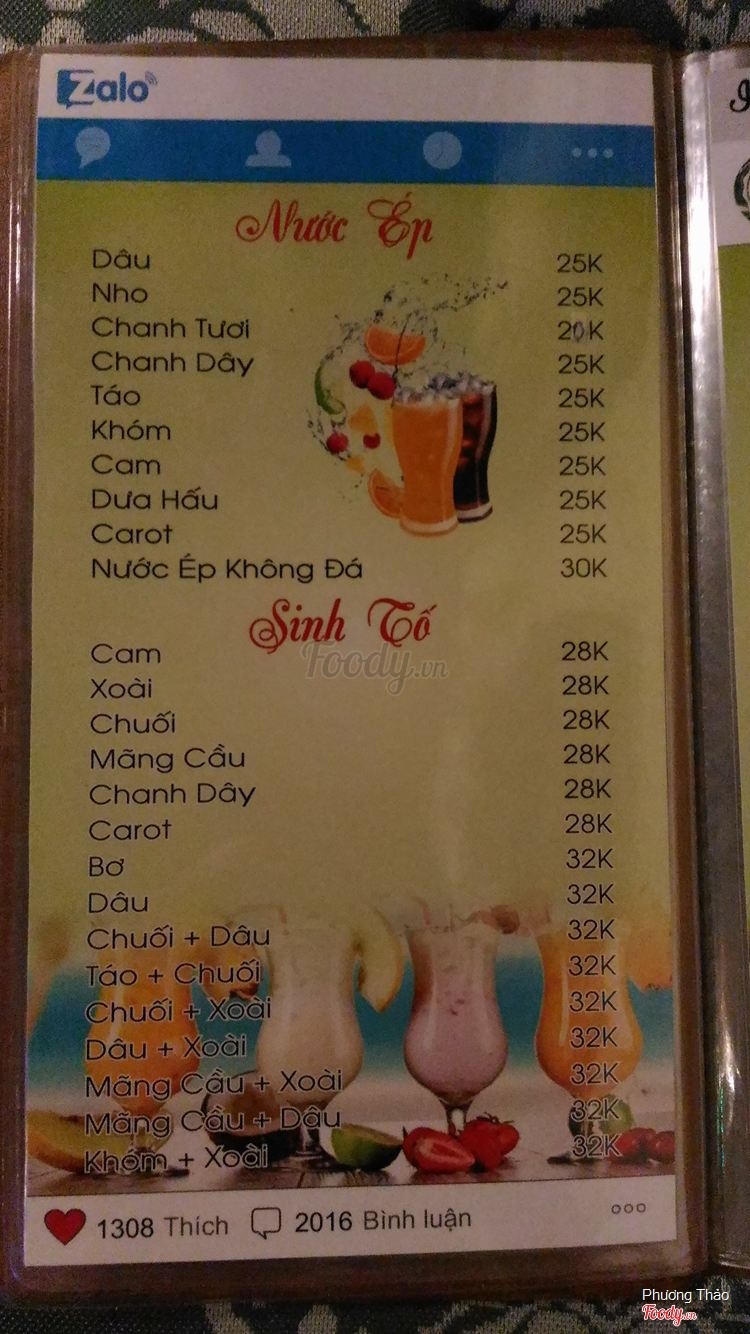 Zalo
Nước Ép
Dâu 25K
Nho 25K
Chanh Tươi 20K
Chanh Dây 25K
Táo 25K
Khóm 25K
Cam 25K
Dưa Hấu 25K
Carot 25K
Nước Ép Không Đá 30K
Sinh Tố
Foody.vn
Cam 28K
Xoài 28K
Chuối 28K
Mãng Cầu 28K
Chanh Dây 28K
Carot 28K
Bơ 32K
Dâu 32K
Chuối + Dâu 32K
Táo + Chuối 32K
Chuối + Xoài 32K
Dâu + Xoài 32K
Mãng Cầu + Xoài 32K
Mãng Cầu + Dâu 32K
Khóm + Xoài 32K
1308 Thích 2016 Bình luận
Phương Thảo
Foody.vn